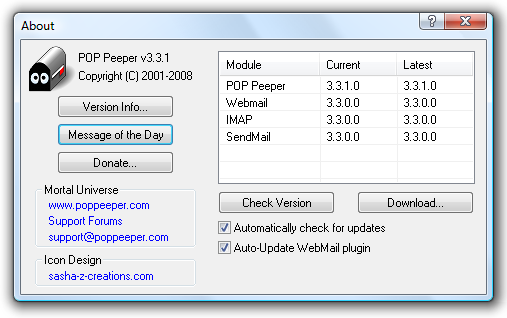 About
POP Peeper v3.3.1
Copyright (C) 2001-2008
Version Info...
Message of the Day
Donate...
Mortal Universe
www.poppeeper.com
Support Forums
support@poppeeper.com
Icon Design
sasha-z-creations.com
Module Current Latest
POP Peeper 3.3.1.0 3.3.1.0
Webmail 3.3.0.0 3.3.0.0
IMAP 3.3.0.0 3.3.0.0
SendMail 3.3.0.0 3.3.0.0
Check Version
Download...
Automatically check for updates
Auto-Update WebMail plugin